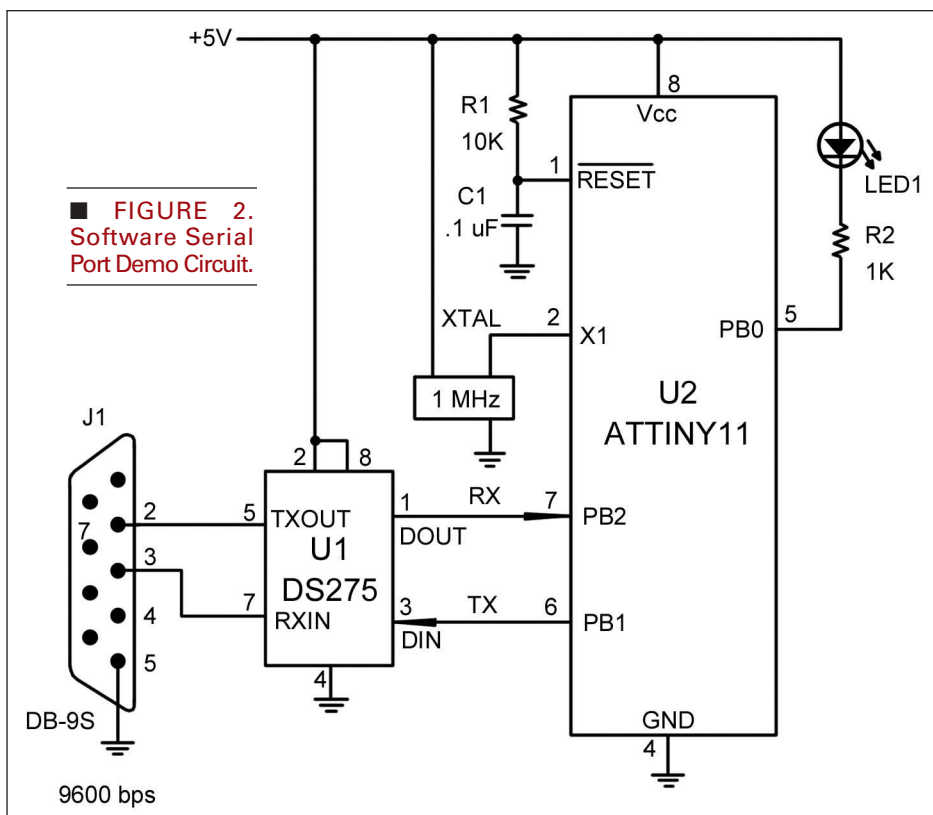 +5V
8
Vcc
R1
10K
1
RESET
LED1
C1
.1 uF
■ FIGURE 2.
Software Serial
Port Demo Circuit.
R2
1K
XTAL
2
X1
PB0
5
1 MHz
U2
ATTINY11
J1
2
8
2
5
TXOUT
1
RX
7
PB2
DOUT
7
3
U1
DS275
7
RXIN
3
TX
6
PB1
DIN
4
5
4
DB-9S
GND
4
9600 bps